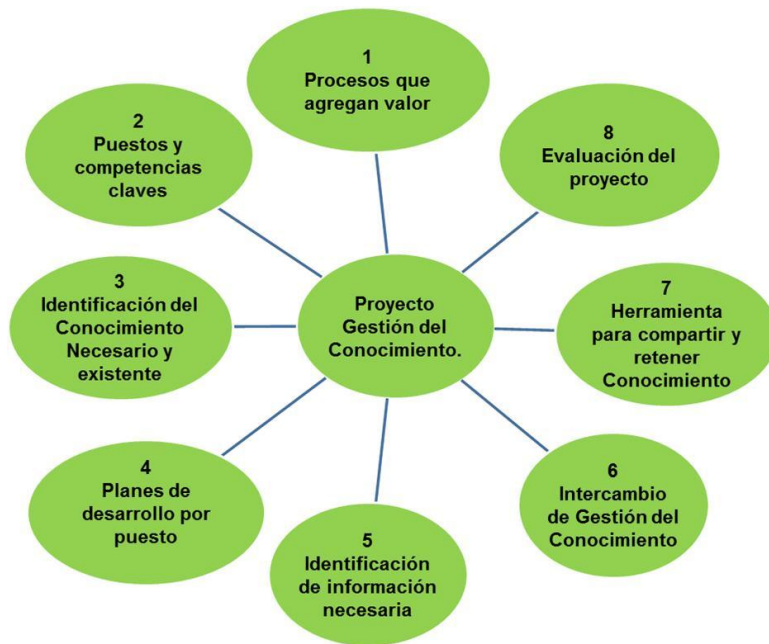 1
Procesos que
agregan valor
2
Puestos y
competencias
claves
3
Identificación del
Conocimiento
Necesario y
existente
4
Planes de
desarrollo por
puesto
5
Identificación
de información
necesaria
6
Intercambio
de Gestión del
Conocimiento
7
Herramienta
para compartir y
retener
Conocimiento
8
Evaluación del
proyecto
Proyecto
Gestión del
Conocimiento.